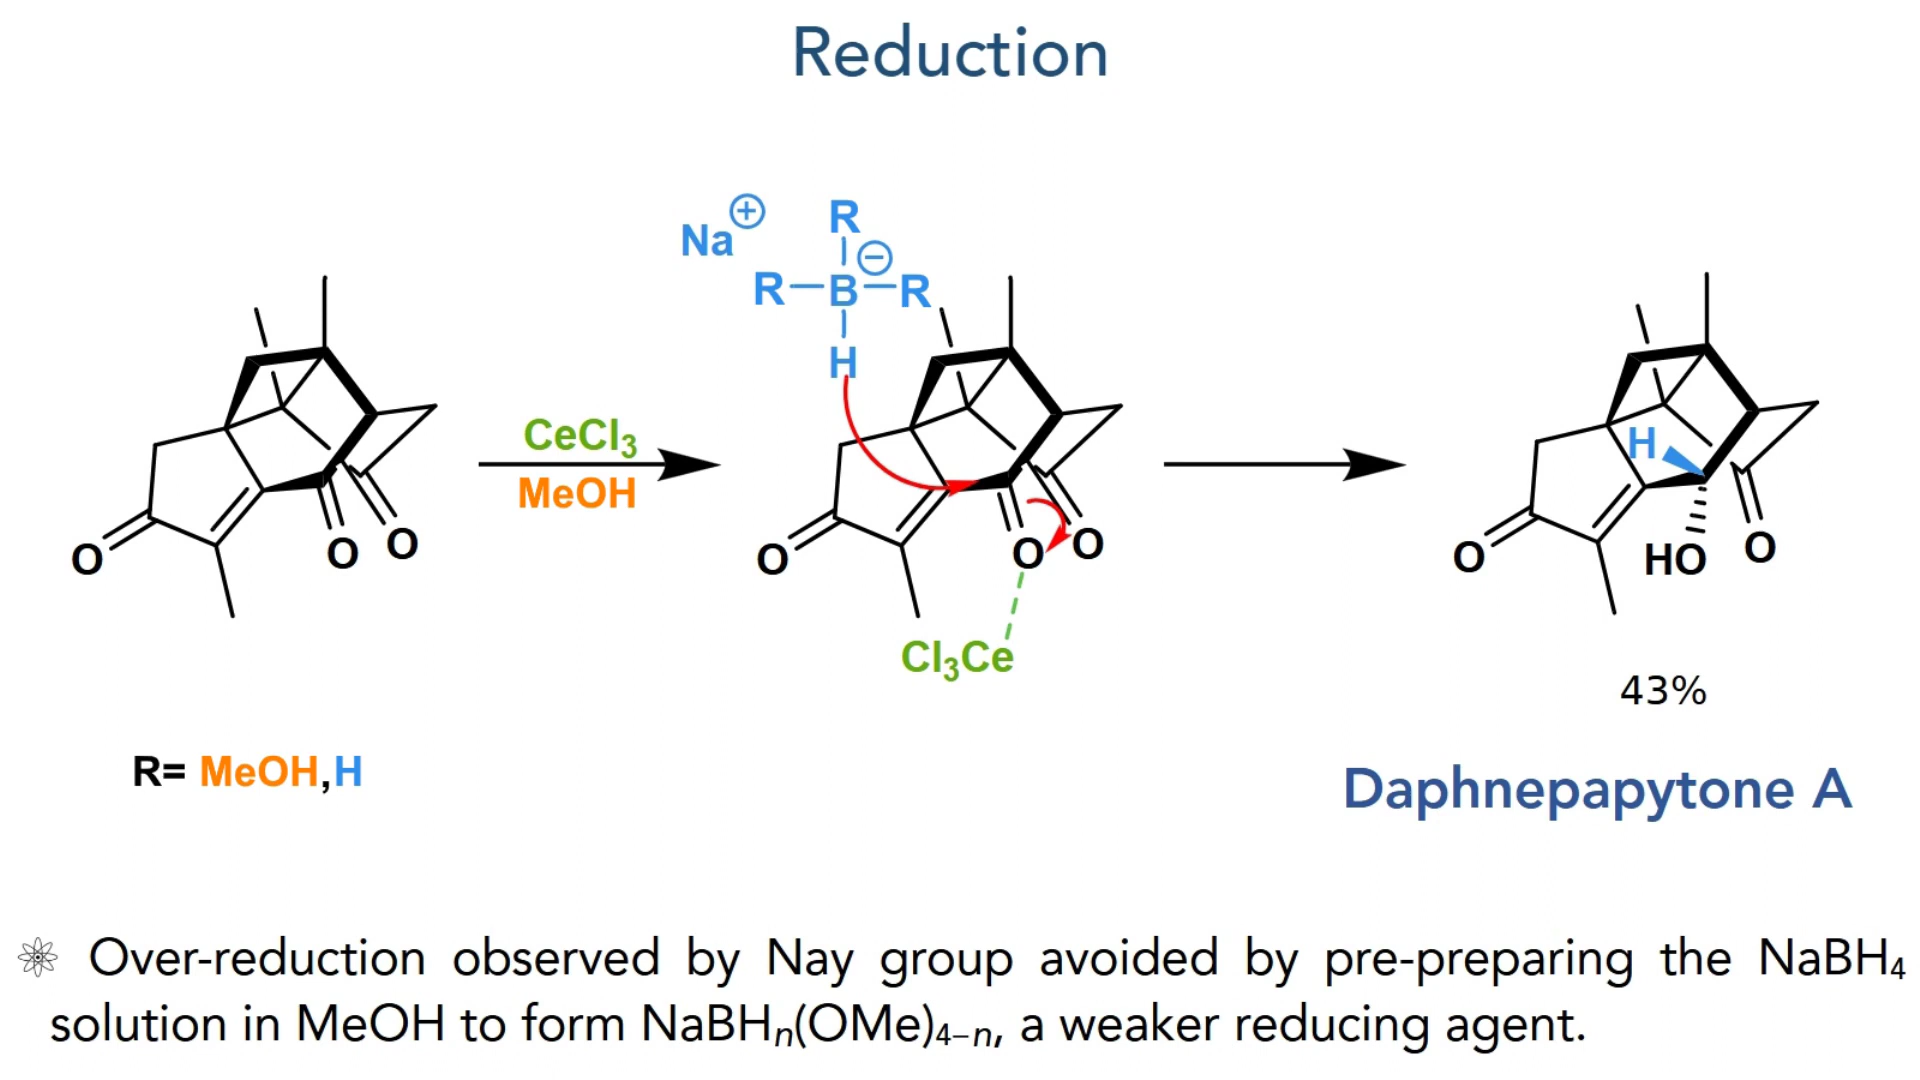 Reduction
Na⊕
R
R–B⊖–R
H
CeCl₃
MeOH
H
O
O
O
O
O
O
O
HO
O
Cl₃Ce
43%
R= MeOH,H
Daphnepapytone A
Over-reduction observed by Nay group avoided by pre-preparing the NaBH₄
solution in MeOH to form NaBHₙ(OMe)₄₋ₙ, a weaker reducing agent.